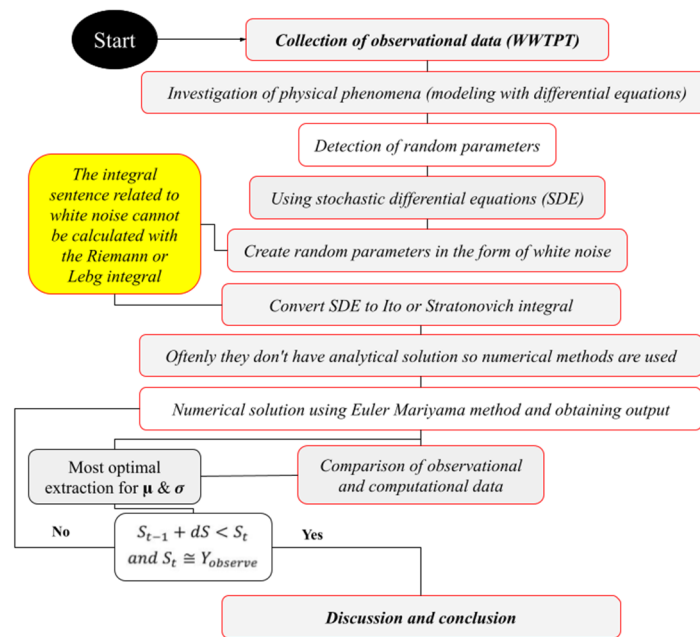 Start
Collection of observational data (WWTPT)
Investigation of physical phenomena (modeling with differential equations)
Detection of random parameters
The integral
sentence related to
white noise cannot
be calculated with
the Riemann or
Lebg integral
Using stochastic differential equations (SDE)
Create random parameters in the form of white noise
Convert SDE to Ito or Stratonovich integral
Oftenly they don't have analytical solution so numerical methods are used
Numerical solution using Euler Mariyama method and obtaining output
Most optimal
extraction for μ & σ
Comparison of observational
and computational data
No
S_{t−1} + dS < S_t
and S_t ≅ Y_{observe}
Yes
Discussion and conclusion